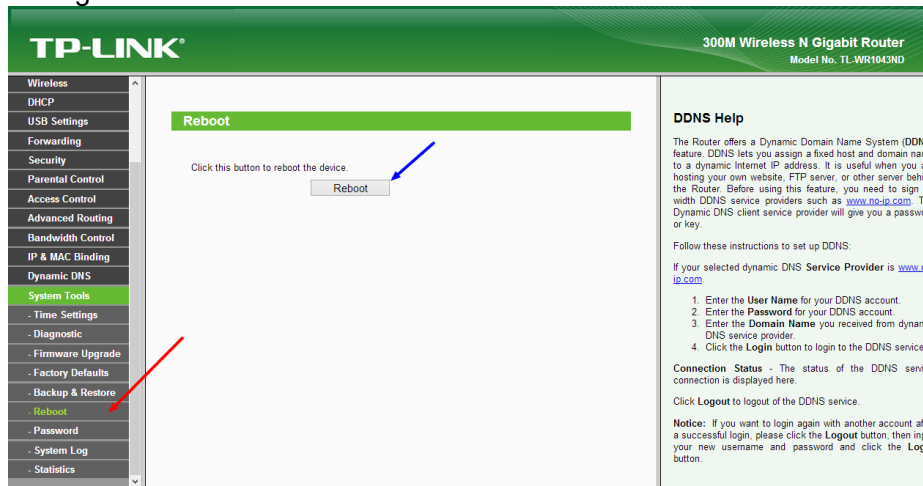 TP-LINK®
300M Wireless N Gigabit Router
Model No. TL-WR1043ND
Wireless
DHCP
USB Settings
Forwarding
Security
Parental Control
Access Control
Advanced Routing
Bandwidth Control
IP & MAC Binding
Dynamic DNS
System Tools
- Time Settings
- Diagnostic
- Firmware Upgrade
- Factory Defaults
- Backup & Restore
- Reboot
- Password
- System Log
- Statistics
Reboot
Click this button to reboot the device.
Reboot
DDNS Help
The Router offers a Dynamic Domain Name System (DDN
feature. DDNS lets you assign a fixed host and domain na
to a dynamic Internet IP address. It is useful when you
hosting your own website, FTP server, or other server behi
the Router. Before using this feature, you need to sign
width DDNS service providers such as www.no-ip.com.
Dynamic DNS client service provider will give you a passw
or key.
Follow these instructions to set up DDNS:
If your selected dynamic DNS Service Provider is www.
ip.com.
1. Enter the User Name for your DDNS account.
2. Enter the Password for your DDNS account.
3. Enter the Domain Name you received from dynam
DNS service provider.
4. Click the Login button to login to the DDNS service
Connection Status - The status of the DDNS servi
connection is displayed here.
Click Logout to logout of the DDNS service.
Notice: If you want to login again with another account af
a successful login, please click the Logout button, then inp
your new username and password and click the Log
button.